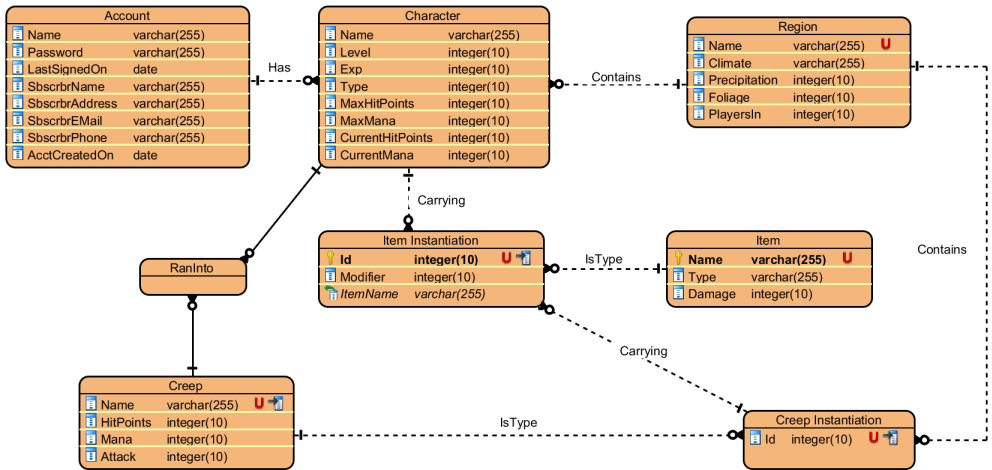 Account
Name varchar(255)
Password varchar(255)
LastSignedOn date
SbscrbrName varchar(255)
SbscrbrAddress varchar(255)
SbscrbrEMail varchar(255)
SbscrbrPhone varchar(255)
AcctCreatedOn date
Has
Character
Name varchar(255)
Level integer(10)
Exp integer(10)
Type integer(10)
MaxHitPoints integer(10)
MaxMana integer(10)
CurrentHitPoints integer(10)
CurrentMana integer(10)
Contains
Region
Name varchar(255) U
Climate varchar(255)
Precipitation integer(10)
Foliage integer(10)
PlayersIn integer(10)
Carrying
Contains
RanInto
Item Instantiation
Id integer(10) U
Modifier integer(10)
ItemName varchar(255)
IsType
Item
Name varchar(255) U
Type varchar(255)
Damage integer(10)
Carrying
Creep
Name varchar(255) U
HitPoints integer(10)
Mana integer(10)
Attack integer(10)
IsType
Creep Instantiation
Id integer(10) U